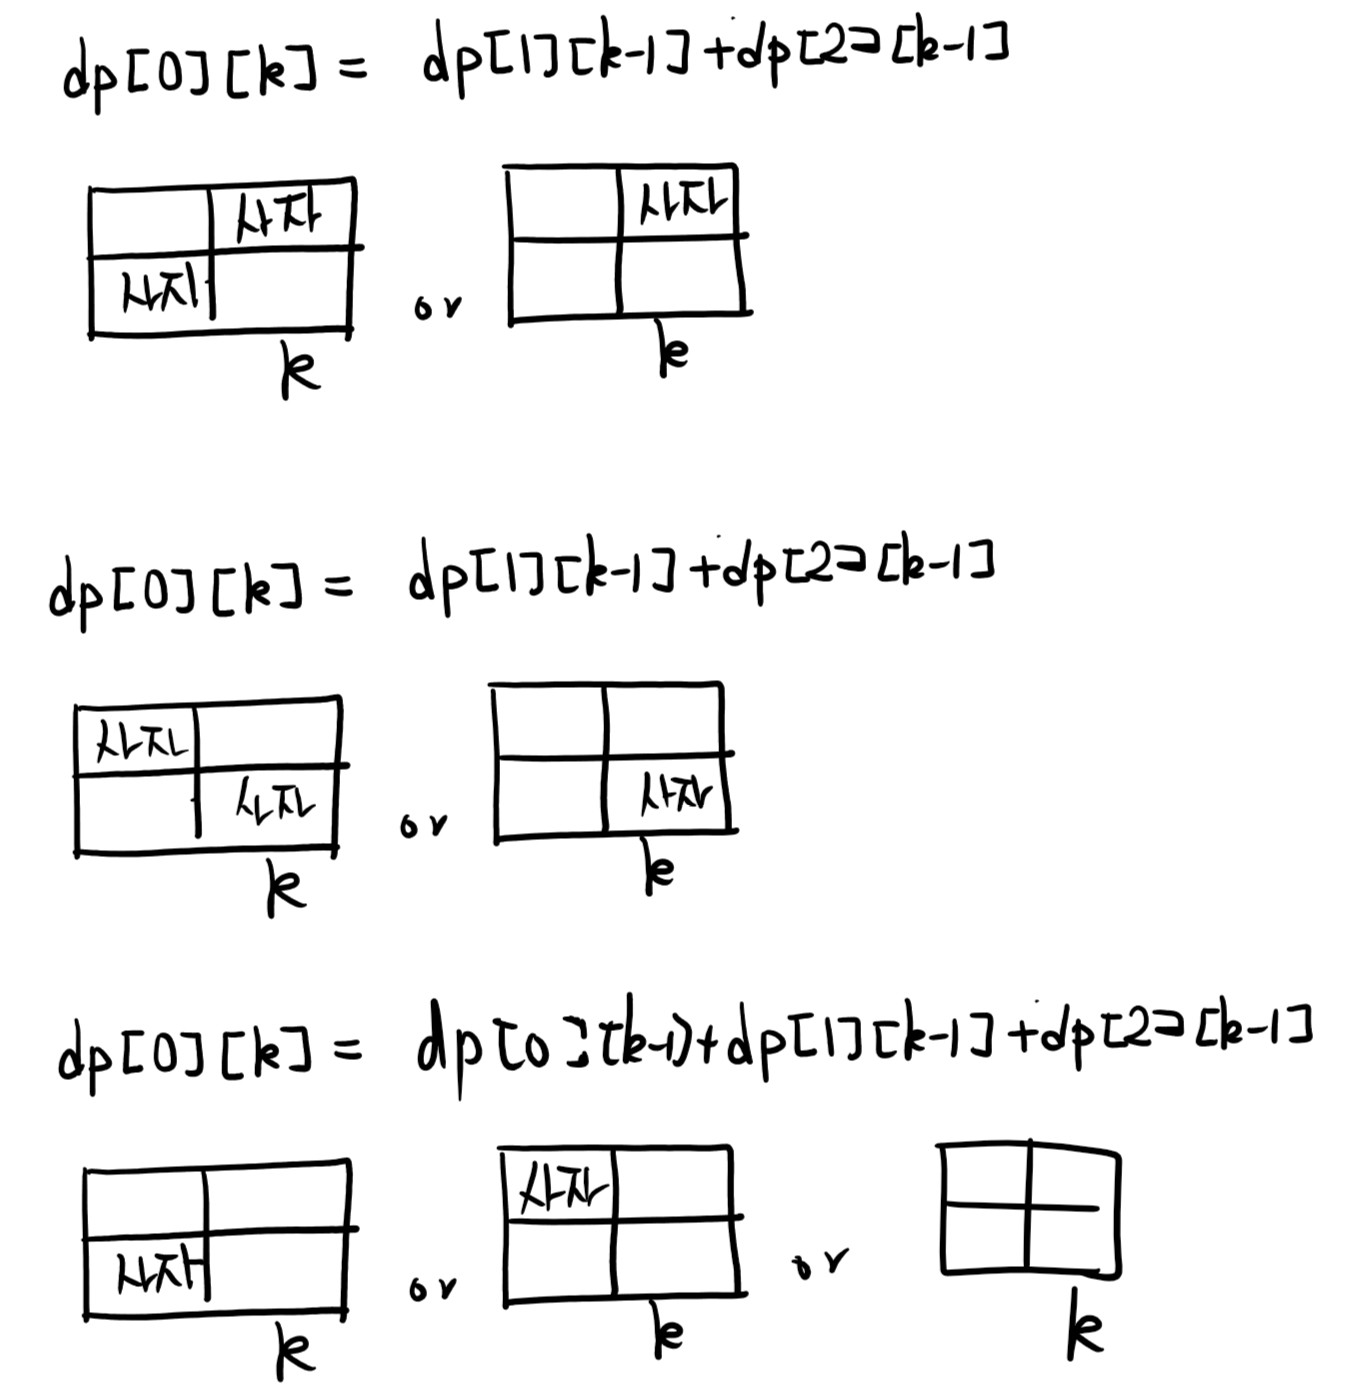 dp[0][k] = dp[1][k-1]+dp[2][k-1]
사자 사자
사자 or
k k
dp[0][k] = dp[1][k-1]+dp[2][k-1]
사자
사자 or 사자
k k
dp[0][k] = dp[0][k-1)+dp[1][k-1]+dp[2][k-1]
사자
사자 or or
k k k